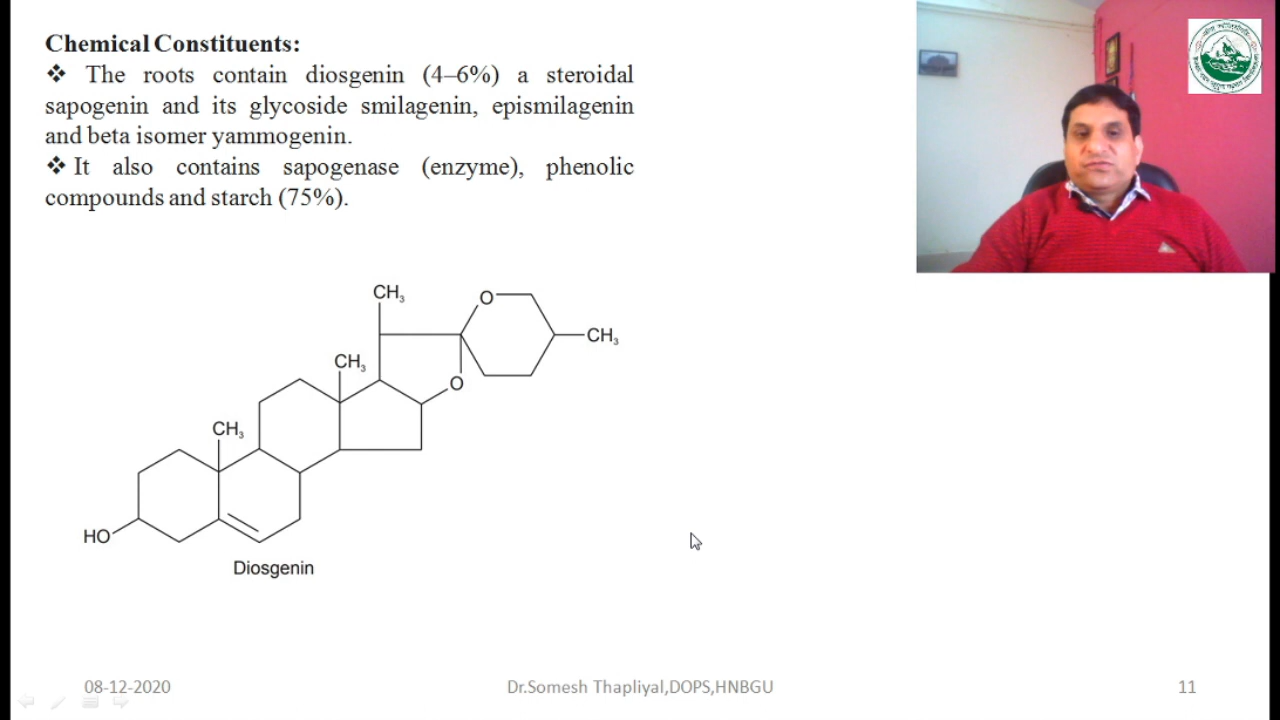 Chemical Constituents:
❖ The roots contain diosgenin (4–6%) a steroidal
sapogenin and its glycoside smilagenin, epismilagenin
and beta isomer yammogenin.
❖ It also contains sapogenase (enzyme), phenolic
compounds and starch (75%).
CH₃
O
CH₃
CH₃
O
CH₃
HO
Diosgenin
08-12-2020
Dr.Somesh Thapliyal,DOPS,HNBGU
11